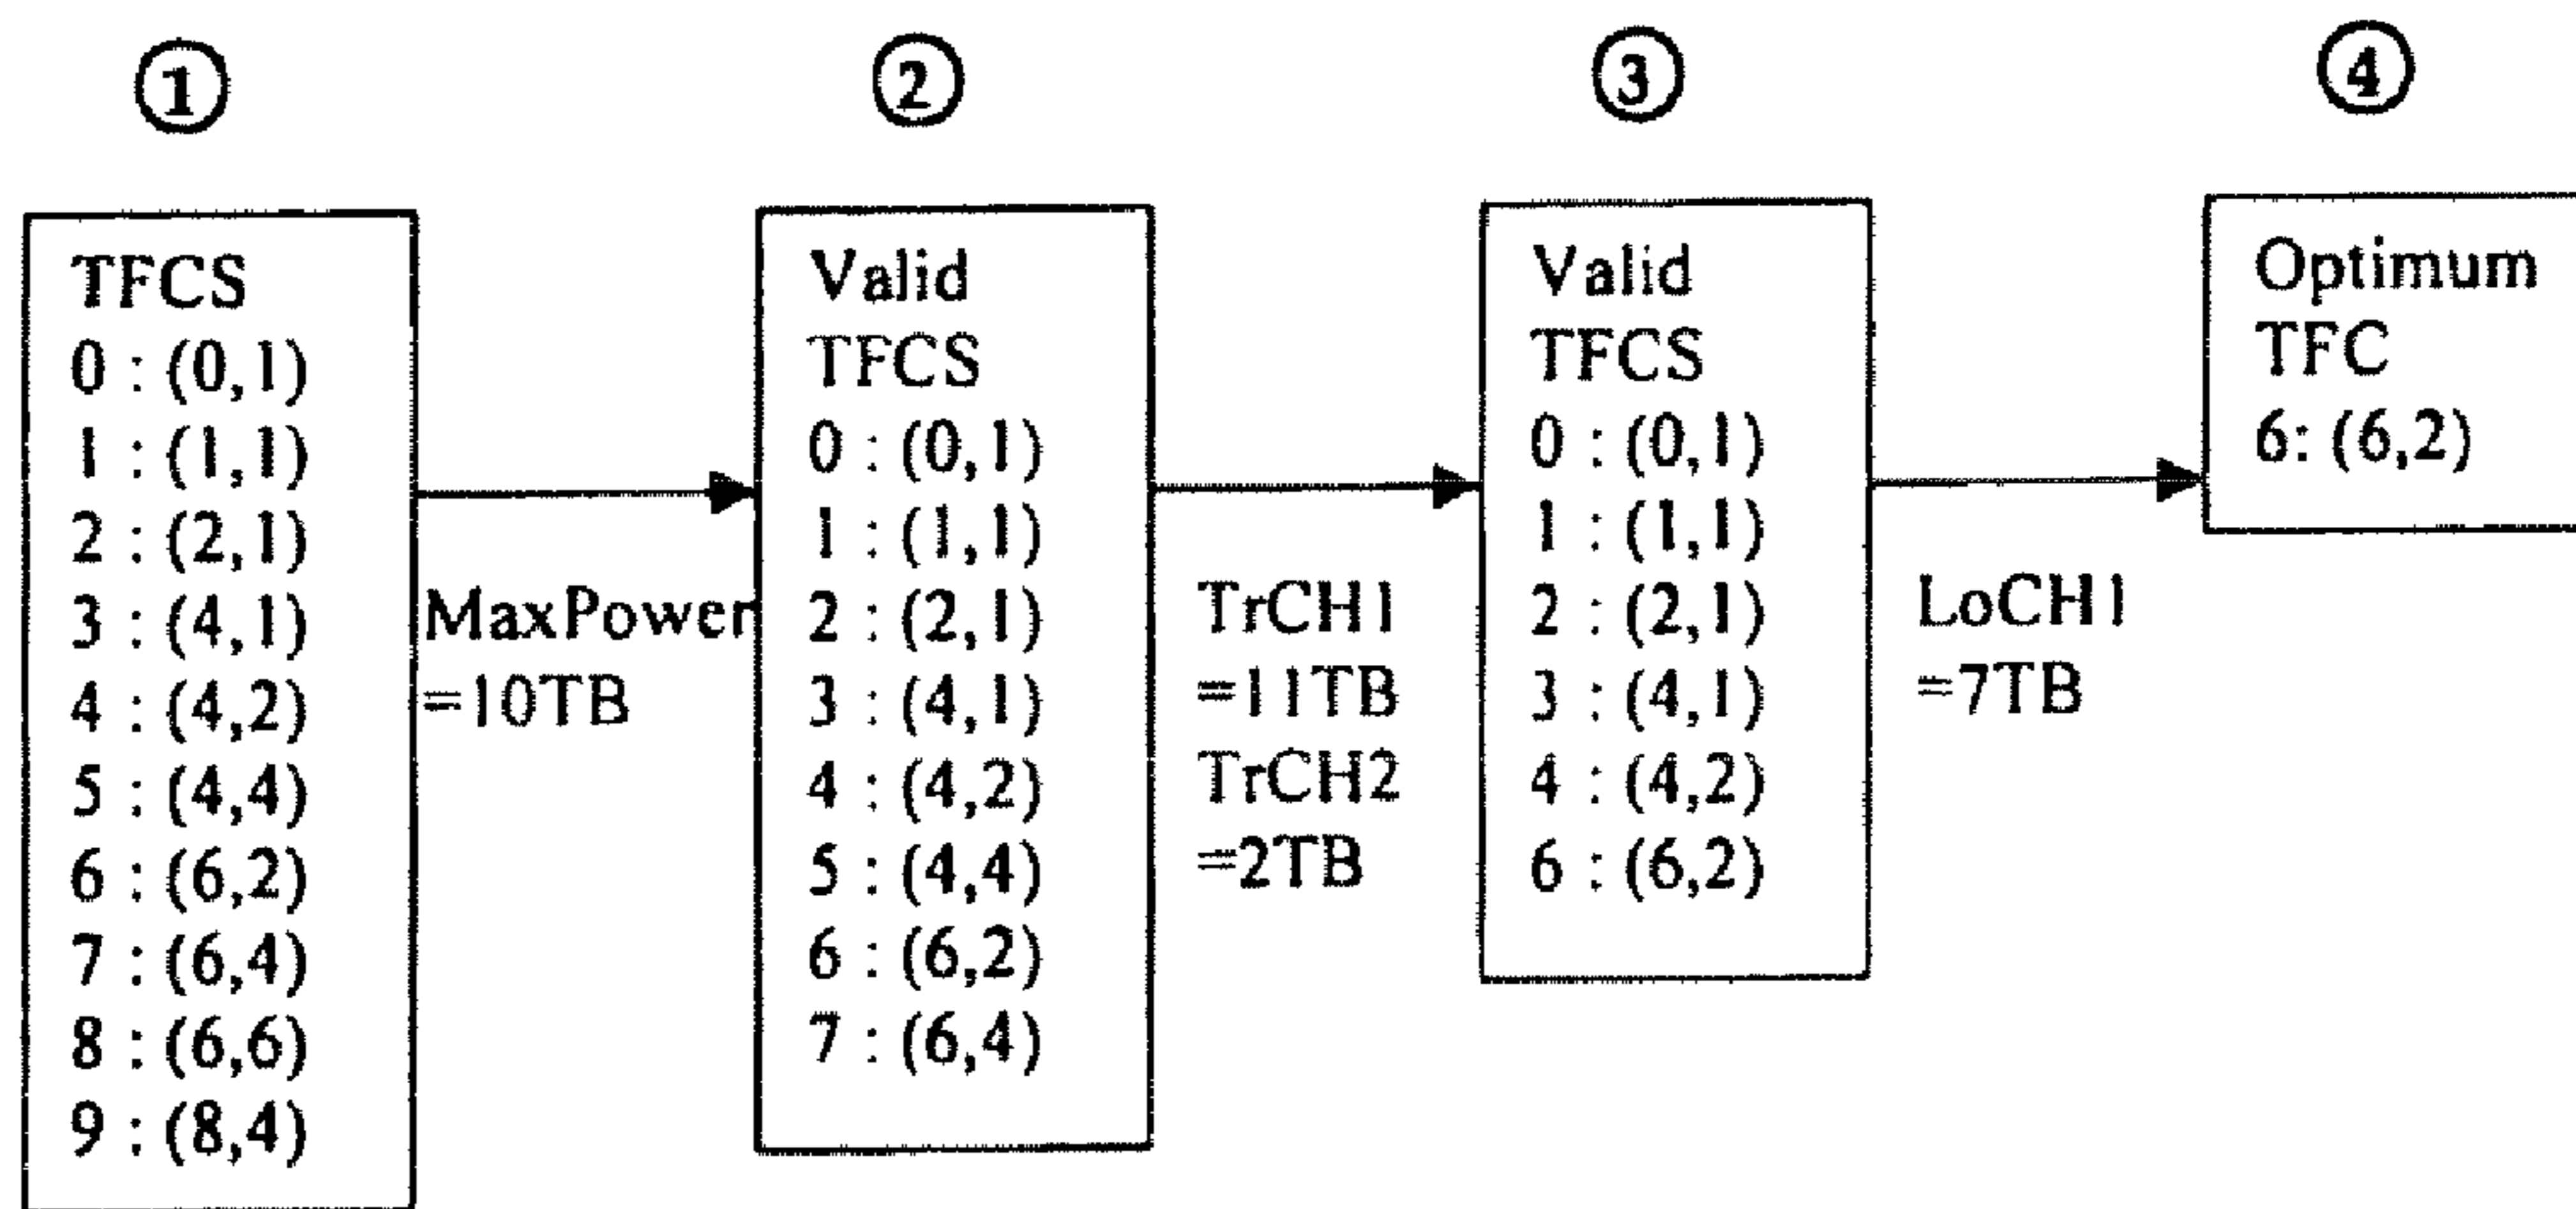 ①
②
③
④
TFCS
0 : (0,1)
1 : (1,1)
2 : (2,1)
3 : (4,1)
4 : (4,2)
5 : (4,4)
6 : (6,2)
7 : (6,4)
8 : (6,6)
9 : (8,4)
MaxPower
=10TB
Valid
TFCS
0 : (0,1)
1 : (1,1)
2 : (2,1)
3 : (4,1)
4 : (4,2)
5 : (4,4)
6 : (6,2)
7 : (6,4)
TrCH1
=11TB
TrCH2
=2TB
Valid
TFCS
0 : (0,1)
1 : (1,1)
2 : (2,1)
3 : (4,1)
4 : (4,2)
6 : (6,2)
LoCH1
=7TB
Optimum
TFC
6: (6,2)